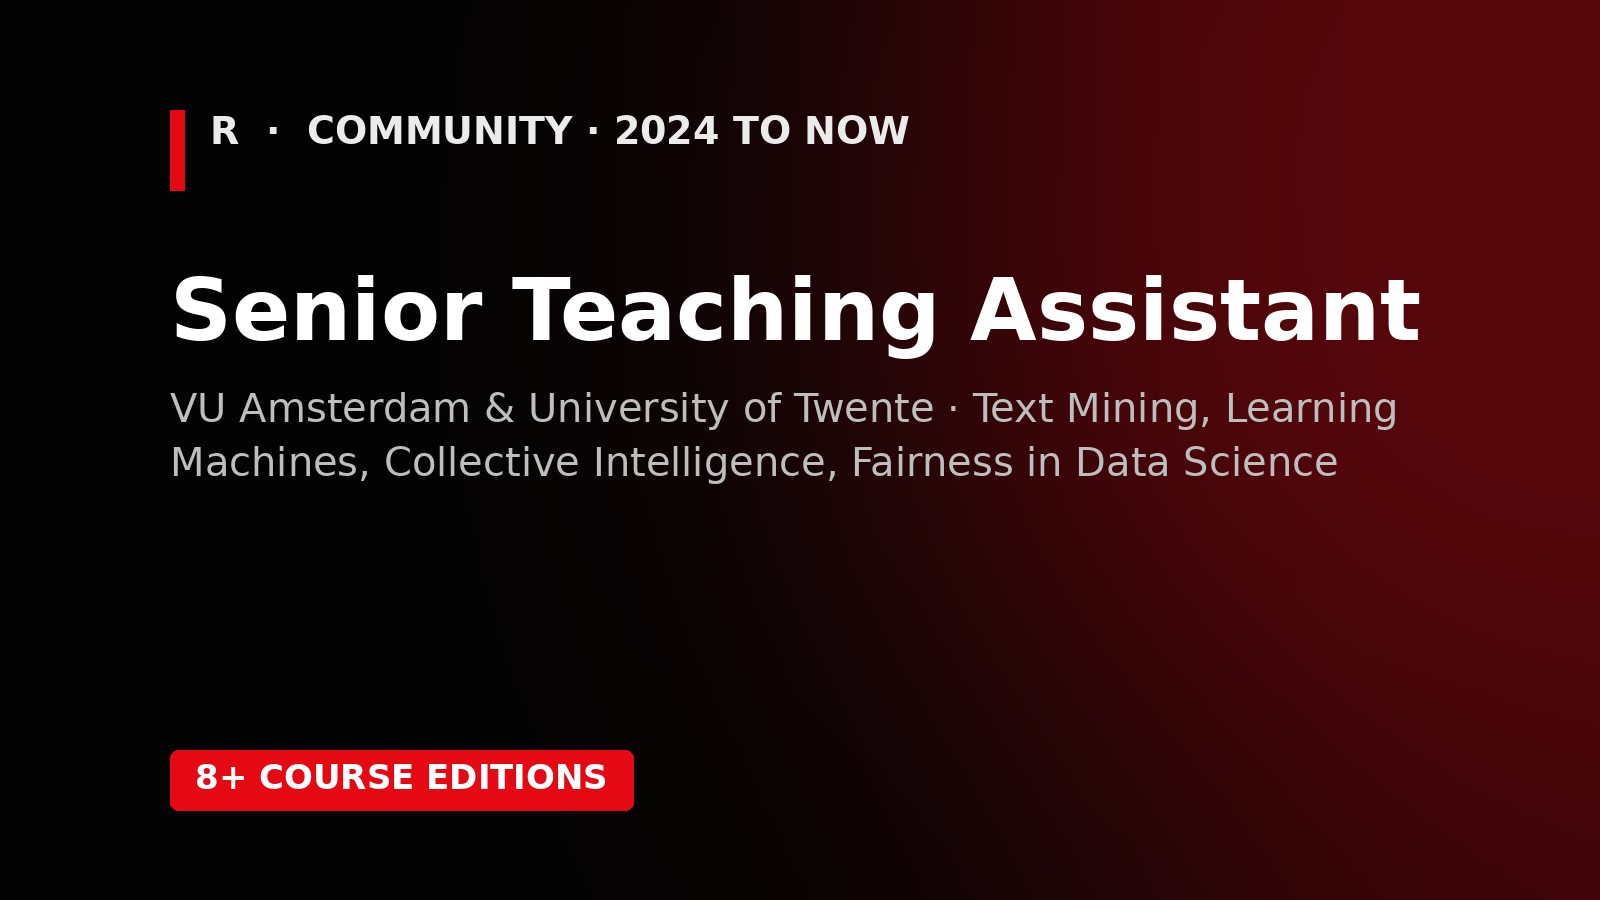 R · COMMUNITY · 2024 TO NOW
Senior Teaching Assistant
VU Amsterdam & University of Twente · Text Mining, Learning
Machines, Collective Intelligence, Fairness in Data Science
8+ COURSE EDITIONS